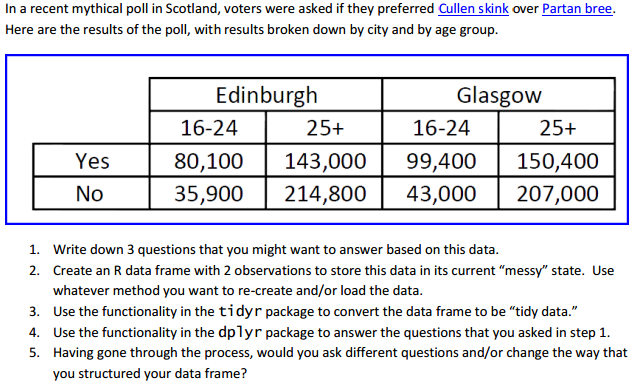 In a recent mythical poll in Scotland, voters were asked if they preferred Cullen skink over Partan bree.
Here are the results of the poll, with results broken down by city and by age group.
Edinburgh Glasgow
16-24 25+ 16-24 25+
Yes 80,100 143,000 99,400 150,400
No 35,900 214,800 43,000 207,000
1. Write down 3 questions that you might want to answer based on this data.
2. Create an R data frame with 2 observations to store this data in its current “messy” state. Use
whatever method you want to re-create and/or load the data.
3. Use the functionality in the tidyr package to convert the data frame to be “tidy data.”
4. Use the functionality in the dplyr package to answer the questions that you asked in step 1.
5. Having gone through the process, would you ask different questions and/or change the way that
you structured your data frame?